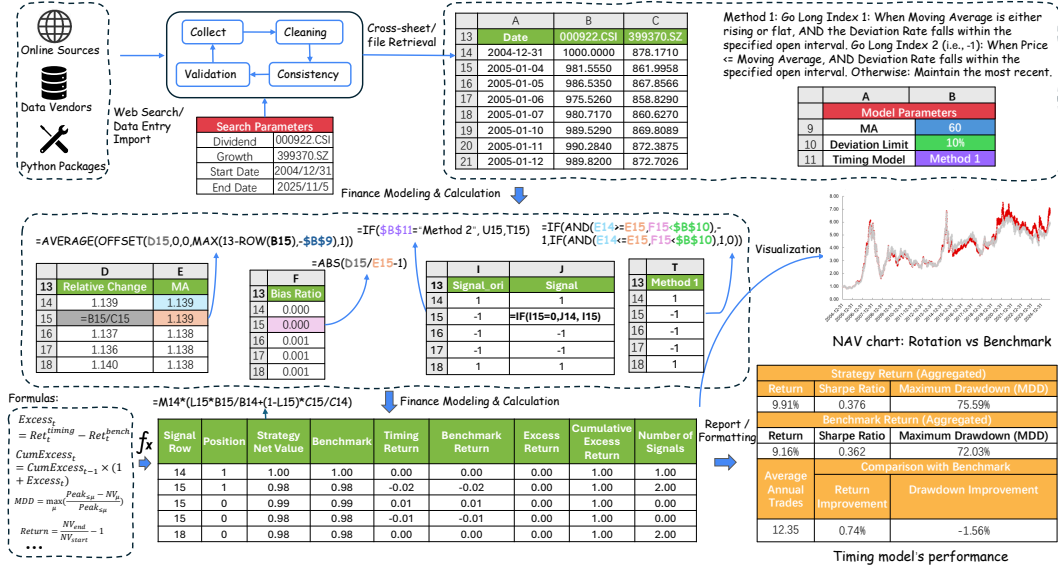 Online Sources
Data Vendors
Python Packages
Collect
Cleaning
Validation
Consistency
Web Search/
Data Entry
Import
Cross-sheet/
file Retrieval
Search Parameters
Dividend 000922.CSI
Growth 399370.SZ
Start Date 2004/12/31
End Date 2025/11/5
A B C
13 Date 000922.CSI 399370.SZ
14 2004-12-31 1000.0000 878.1710
15 2005-01-04 981.5550 861.9958
16 2005-01-05 986.5350 867.8566
17 2005-01-06 975.5260 858.8290
18 2005-01-07 980.7170 860.6270
19 2005-01-10 989.5290 869.8089
20 2005-01-11 990.2840 872.3875
21 2005-01-12 989.8200 872.7026
Method 1: Go Long Index 1: When Moving Average is either
rising or flat, AND the Deviation Rate falls within the
specified open interval. Go Long Index 2 (i.e., -1): When Price
<= Moving Average, AND Deviation Rate falls within the
specified open interval. Otherwise: Maintain the most recent.
A B
Model Parameters
9 MA 60
10 Deviation Limit 10%
11 Timing Model Method 1
Finance Modeling & Calculation
=AVERAGE(OFFSET(D15,0,0,MAX(13-ROW(B15),-$B$9),1))
=IF($B$11="Method 2", U15,T15)
=IF(AND(E14>=E15,F15<$B$10),-
1,IF(AND(E14<=E15,F15<$B$10),1,0))
=ABS(D15/E15-1)
D E
13 Relative Change MA
14 1.139 1.139
15 =B15/C15 1.139
16 1.137 1.138
17 1.136 1.138
18 1.140 1.138
F
13 Bias Ratio
14 0.000
15 0.000
16 0.001
17 0.001
18 0.001
I J
13 Signal_ori Signal
14 1 1
15 -1 =IF(I15=0,J14, I15)
16 -1 -1
17 -1 -1
18 1 1
T
13 Method 1
14 1
15 -1
16 -1
17 -1
18 1
Visualization
NAV chart: Rotation vs Benchmark
Finance Modeling & Calculation
Formulas:
Excess_t
= Ret_t^timing − Ret_t^bench
CumExcess_t
= CumExcess_t−1 × (1
+ Excess_t)
MDD = max_μ(Peak_≤μ − NV_μ / Peak_≤μ)
Return = NV_end / NV_start − 1
...
fx
=M14*(L15*B15/B14+(1-L15)*C15/C14)
Signal Row Position Strategy Net Value Benchmark Timing Return Benchmark Return Excess Return Cumulative Excess Return Number of Signals
14 1 1.00 1.00 0.00 0.00 0.00 1.00 1.00
15 1 0.98 0.98 -0.02 -0.02 0.00 1.00 2.00
15 0 0.99 0.99 0.01 0.01 0.00 1.00 2.00
15 0 0.98 0.98 -0.01 -0.01 0.00 1.00 2.00
18 0 0.98 0.98 0.00 0.00 0.00 1.00 2.00
Report /
Formatting
Strategy Return (Aggregated)
Return Sharpe Ratio Maximum Drawdown (MDD)
9.91% 0.376 75.59%
Benchmark Return (Aggregated)
Return Sharpe Ratio Maximum Drawdown (MDD)
9.16% 0.362 72.03%
Average Annual Trades
Comparison with Benchmark
Return Improvement Drawdown Improvement
12.35 0.74% -1.56%
Timing model's performance